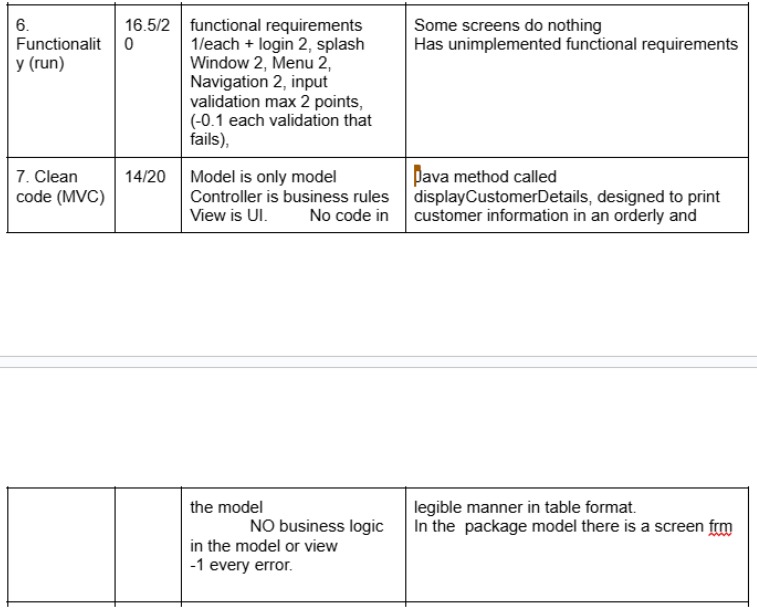 6.
Functionalit
y (run)
16.5/2
0
functional requirements
1/each + login 2, splash
Window 2, Menu 2,
Navigation 2, input
validation max 2 points,
(-0.1 each validation that
fails),
Some screens do nothing
Has unimplemented functional requirements
7. Clean
code (MVC)
14/20
Model is only model
Controller is business rules
View is UI. No code in
Java method called
displayCustomerDetails, designed to print
customer information in an orderly and
the model
NO business logic
in the model or view
-1 every error.
legible manner in table format.
In the package model there is a screen frm